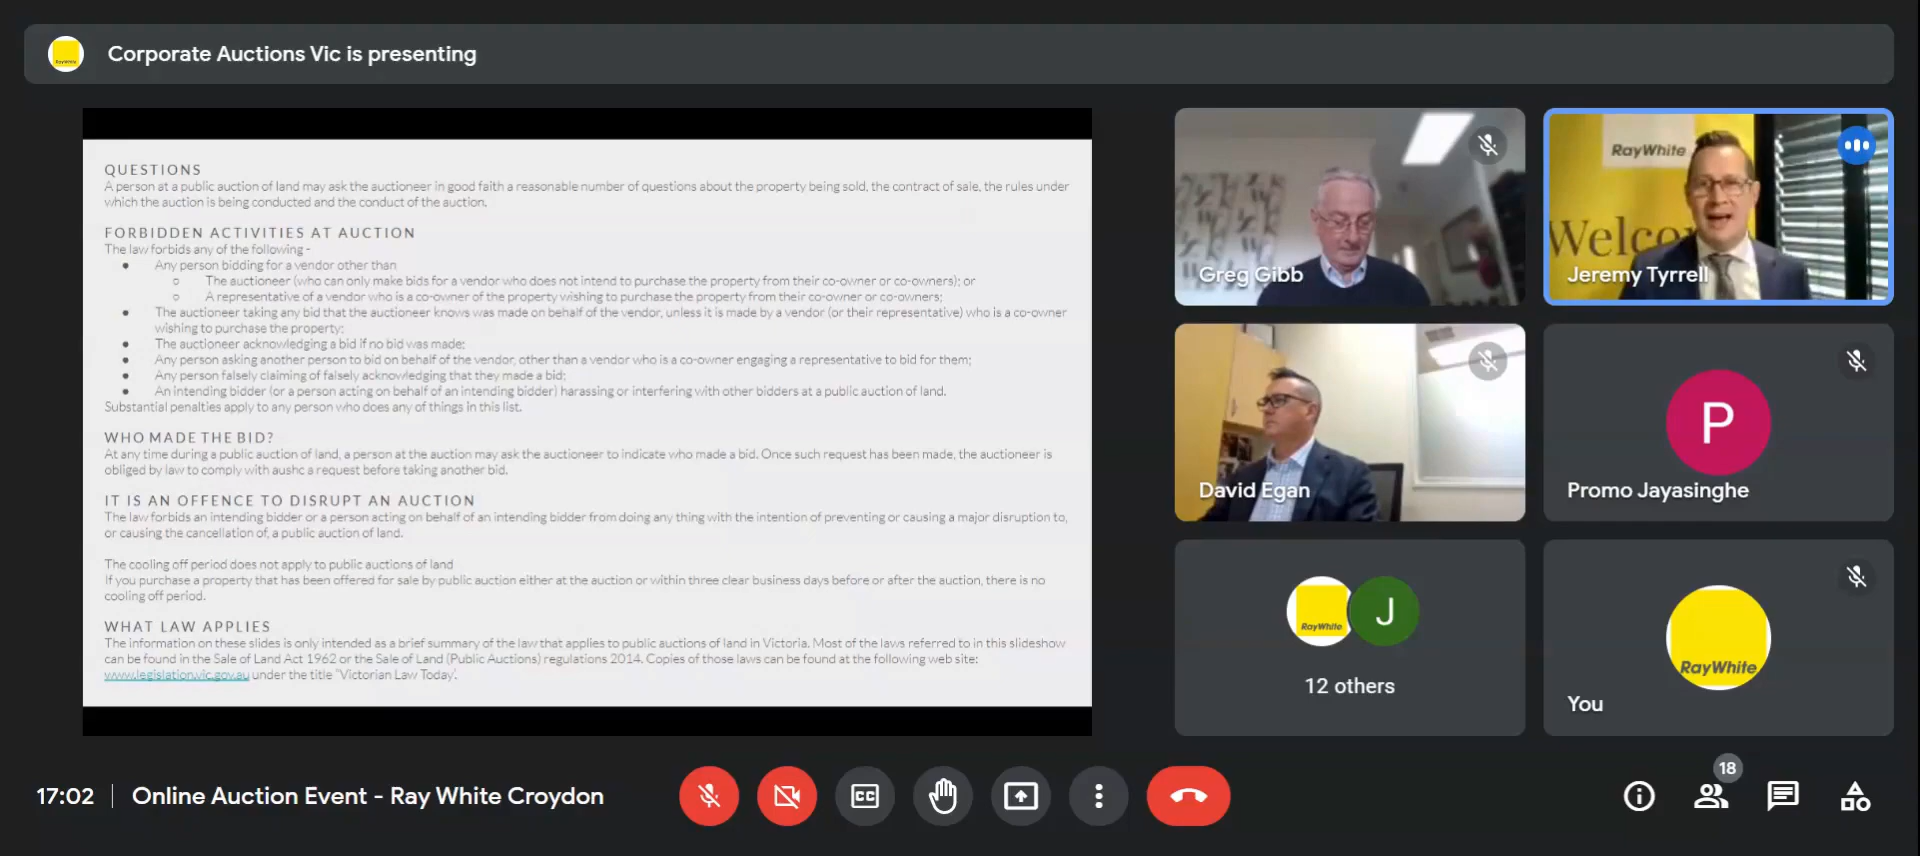 Corporate Auctions Vic is presenting
QUESTIONS
A person at a public auction of land may ask the auctioneer in good faith a reasonable number of questions about the property being sold, the contract of sale, the rules under
which the auction is being conducted and the conduct of the auction.
FORBIDDEN ACTIVITIES AT AUCTION
The law forbids any of the following -
● Any person bidding for a vendor other than
○ The auctioneer (who can only make bids for a vendor who does not intend to purchase the property from their co-owner or co-owners); or
○ A representative of a vendor who is a co-owner of the property wishing to purchase the property from their co-owner or co-owners;
● The auctioneer taking any bid that the auctioneer knows was made on behalf of the vendor, unless it is made by a vendor (or their representative) who is a co-owner
wishing to purchase the property;
● The auctioneer acknowledging a bid if no bid was made;
● Any person asking another person to bid on behalf of the vendor, other than a vendor who is a co-owner engaging a representative to bid for them;
● Any person falsely claiming of falsely acknowledging that they made a bid;
● An intending bidder (or a person acting on behalf of an intending bidder) harassing or interfering with other bidders at a public auction of land.
Substantial penalties apply to any person who does any of things in this list.
WHO MADE THE BID?
At any time during a public auction of land, a person at the auction may ask the auctioneer to indicate who made a bid. Once such request has been made, the auctioneer is
obliged by law to comply with aushc a request before taking another bid.
IT IS AN OFFENCE TO DISRUPT AN AUCTION
The law forbids an intending bidder or a person acting on behalf of an intending bidder from doing any thing with the intention of preventing or causing a major disruption to,
or causing the cancellation of, a public auction of land.
The cooling off period does not apply to public auctions of land
If you purchase a property that has been offered for sale by public auction either at the auction or within three clear business days before or after the auction, there is no
cooling off period.
WHAT LAW APPLIES
The information on these slides is only intended as a brief summary of the law that applies to public auctions of land in Victoria. Most of the laws referred to in this slideshow
can be found in the Sale of Land Act 1962 or the Sale of Land (Public Auctions) regulations 2014. Copies of those laws can be found at the following web site:
www.legislation.vic.gov.au under the title "Victorian Law Today'.
Greg Gibb
RayWhite
Welco
Jeremy Tyrrell
David Egan
P
Promo Jayasinghe
RayWhite
J
12 others
RayWhite
You
17:02
Online Auction Event - Ray White Croydon
CC
18